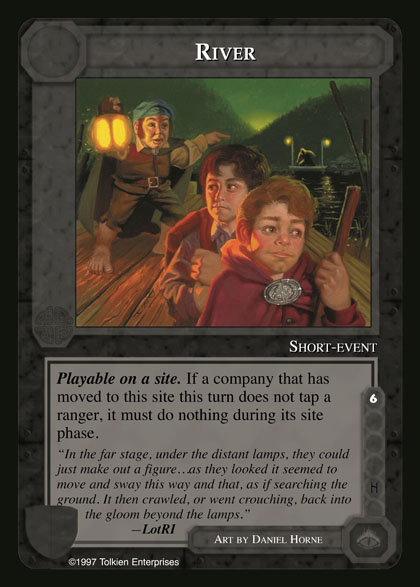 RIVER
SHORT-EVENT
Playable on a site. If a company that has
moved to this site this turn does not tap a
ranger, it must do nothing during its site
phase.
6
“In the far stage, under the distant lamps, they could
just make out a figure…as they looked it seemed to
move and sway this way and that, as if searching the
ground. It then crawled, or went crouching, back into
the gloom beyond the lamps.”
—LotRI
H
ART BY DANIEL HORNE
©1997 Tolkien Enterprises